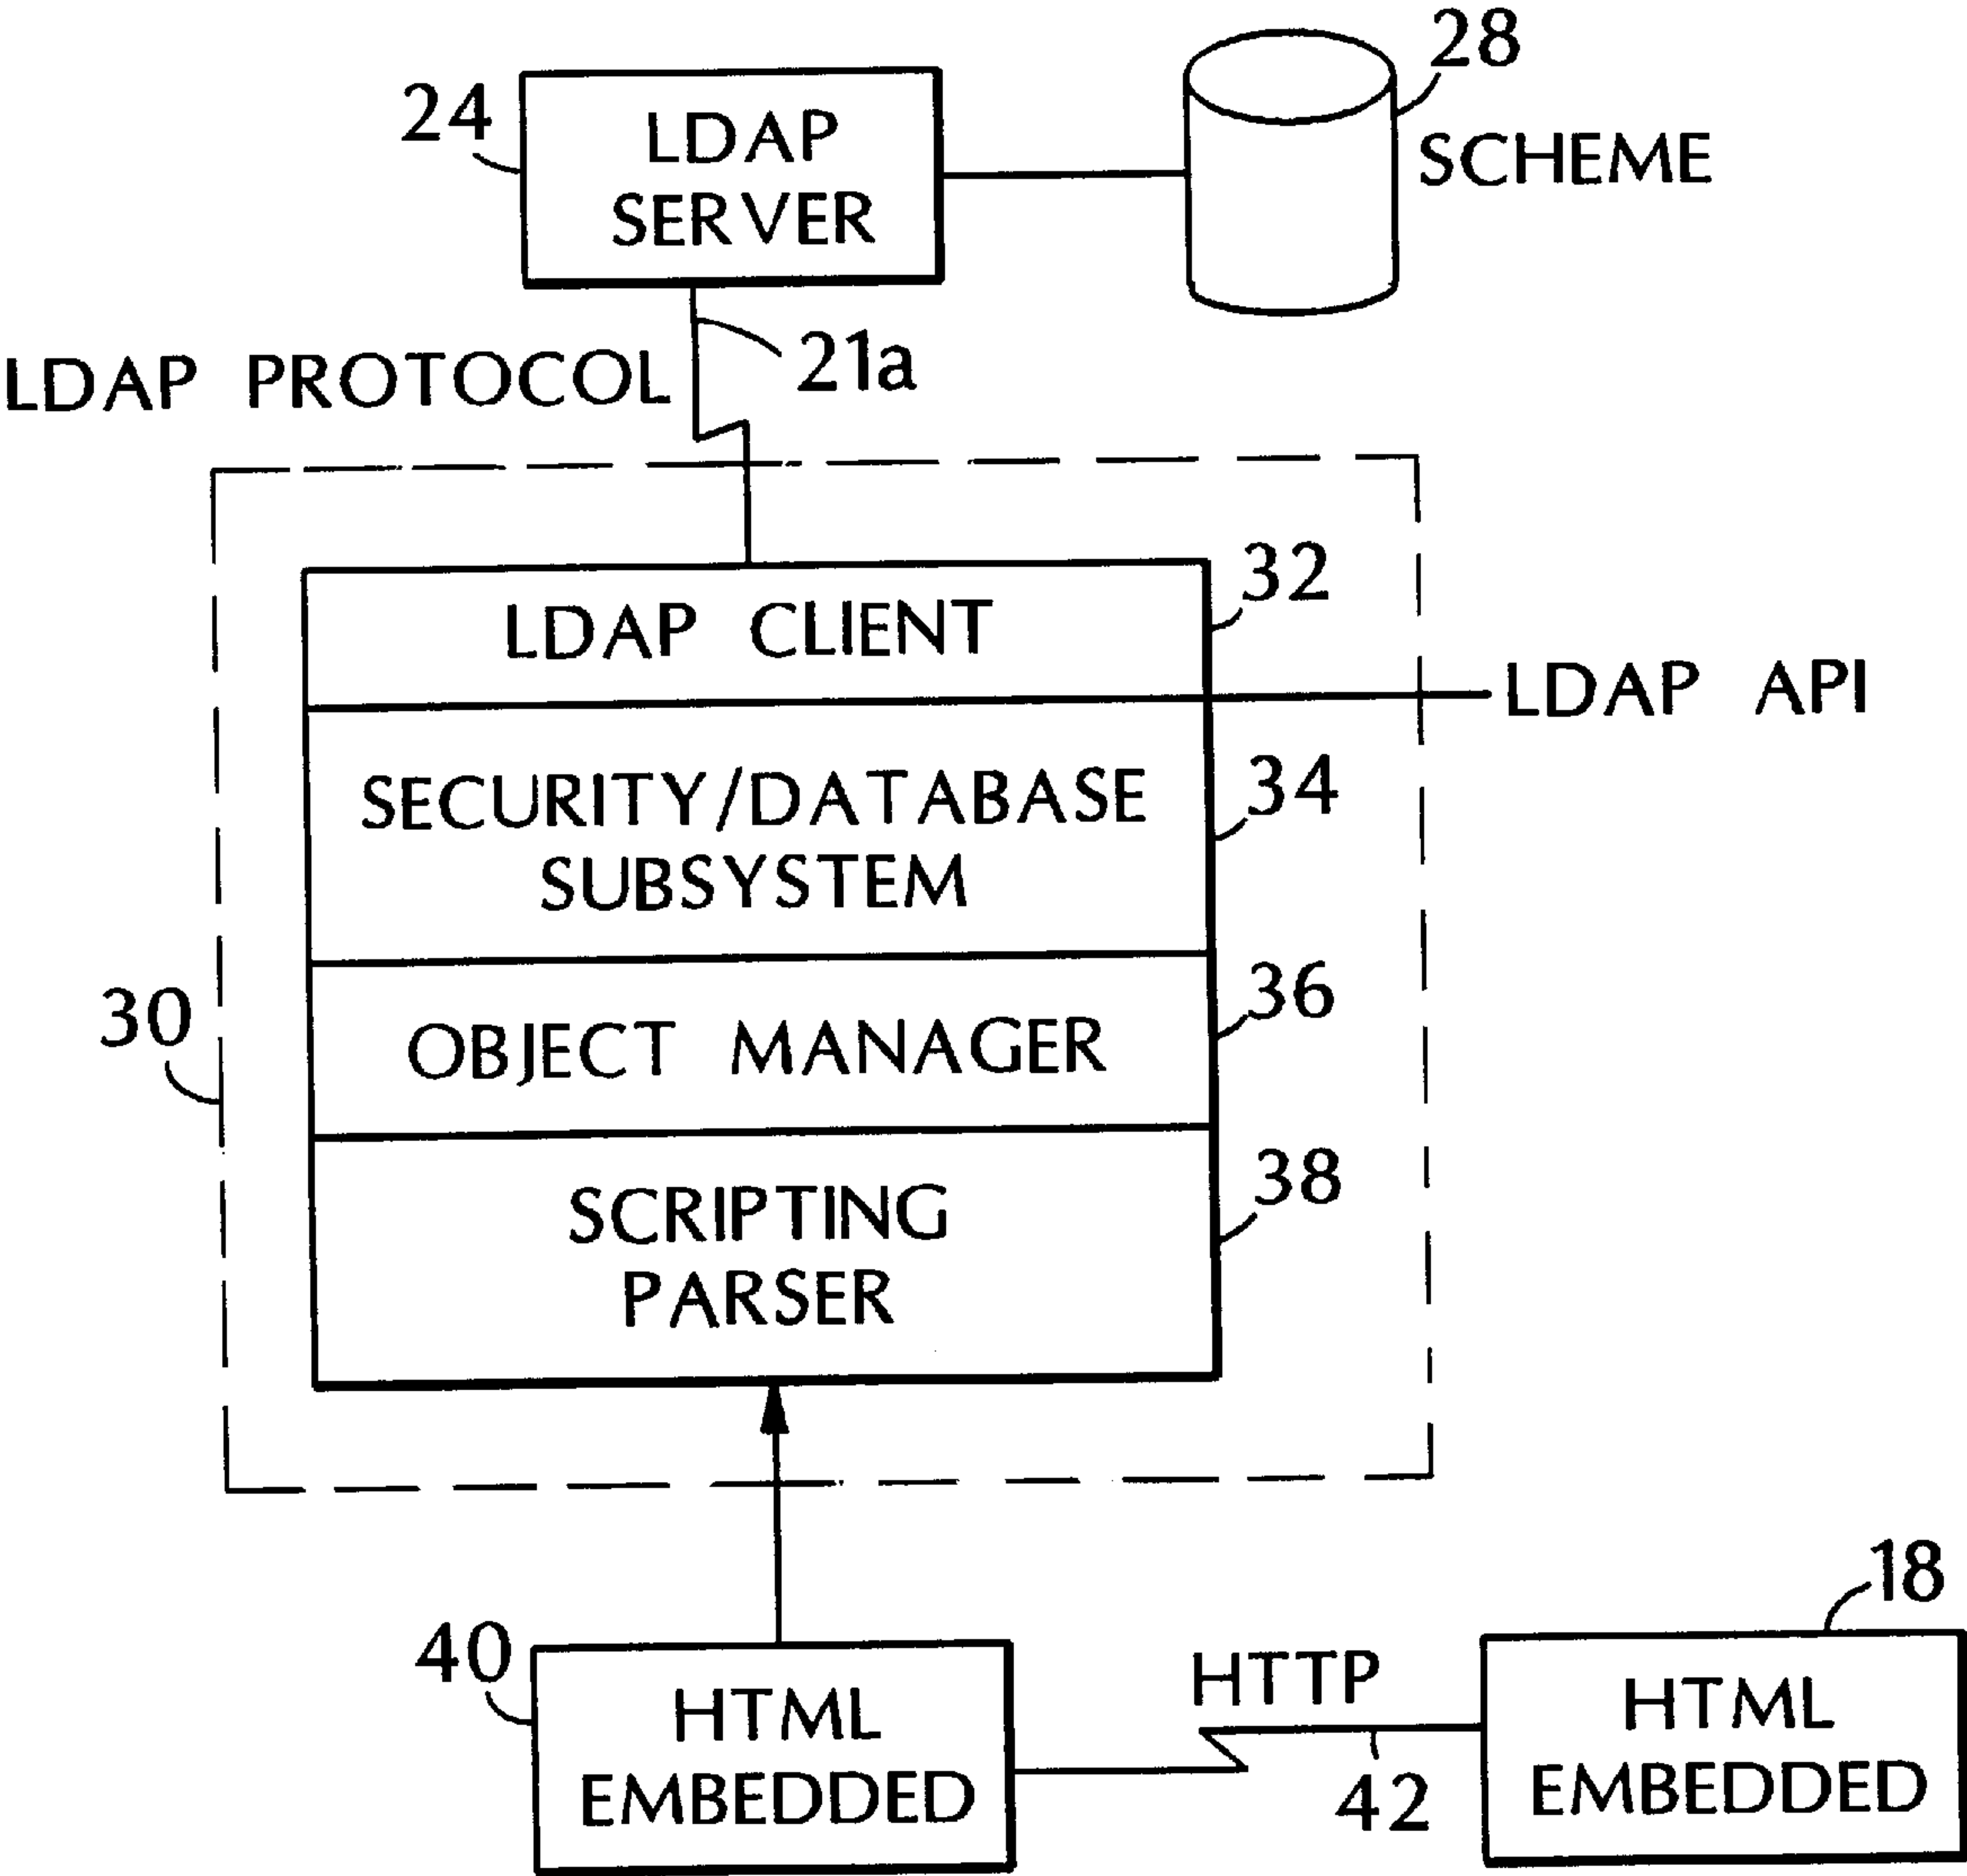 28
24
LDAP
SERVER
SCHEME
LDAP PROTOCOL
21a
32
LDAP CLIENT
LDAP API
34
SECURITY/DATABASE
SUBSYSTEM
36
30
OBJECT MANAGER
38
SCRIPTING
PARSER
18
40
HTTP
HTML
EMBEDDED
42
HTML
EMBEDDED